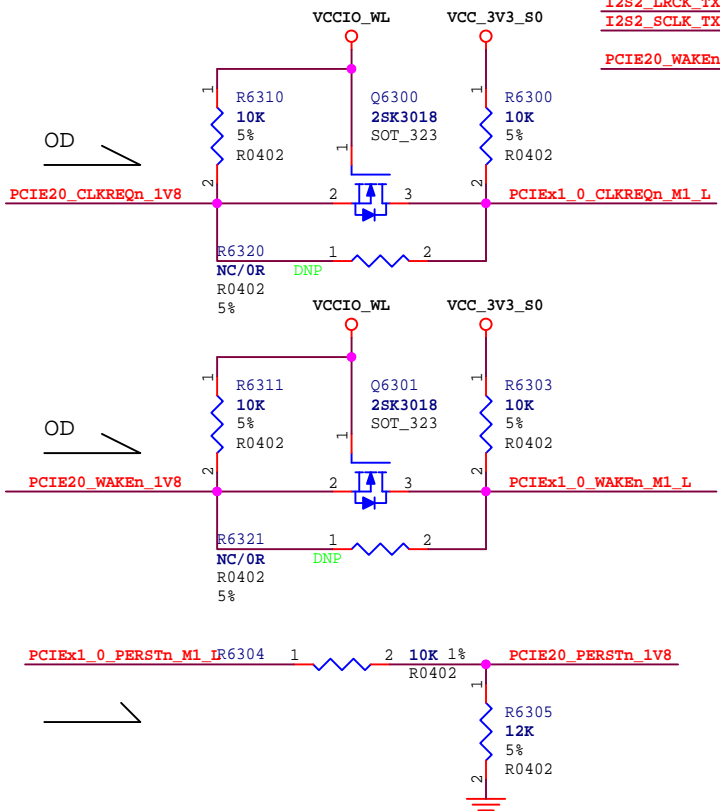 I2S2_LRCK_TX
I2S2_SCLK_TX
PCIE20_WAKEn
VCCIO_WL
VCC_3V3_S0
1
R6310
10K
5%
R0402
2
Q6300
2SK3018
SOT_323
1
2
3
1
R6300
10K
5%
R0402
2
OD
PCIE20_CLKREQn_1V8
PCIEx1_0_CLKREQn_M1_L
R6320
NC/0R
R0402
5%
DNP
1
2
VCCIO_WL
VCC_3V3_S0
1
R6311
10K
5%
R0402
2
Q6301
2SK3018
SOT_323
1
2
3
1
R6303
10K
5%
R0402
2
OD
PCIE20_WAKEn_1V8
PCIEx1_0_WAKEn_M1_L
R6321
NC/0R
R0402
5%
DNP
1
2
PCIEx1_0_PERSTn_M1_L
R6304
1
2
10K 1%
R0402
PCIE20_PERSTn_1V8
1
R6305
12K
5%
R0402
2